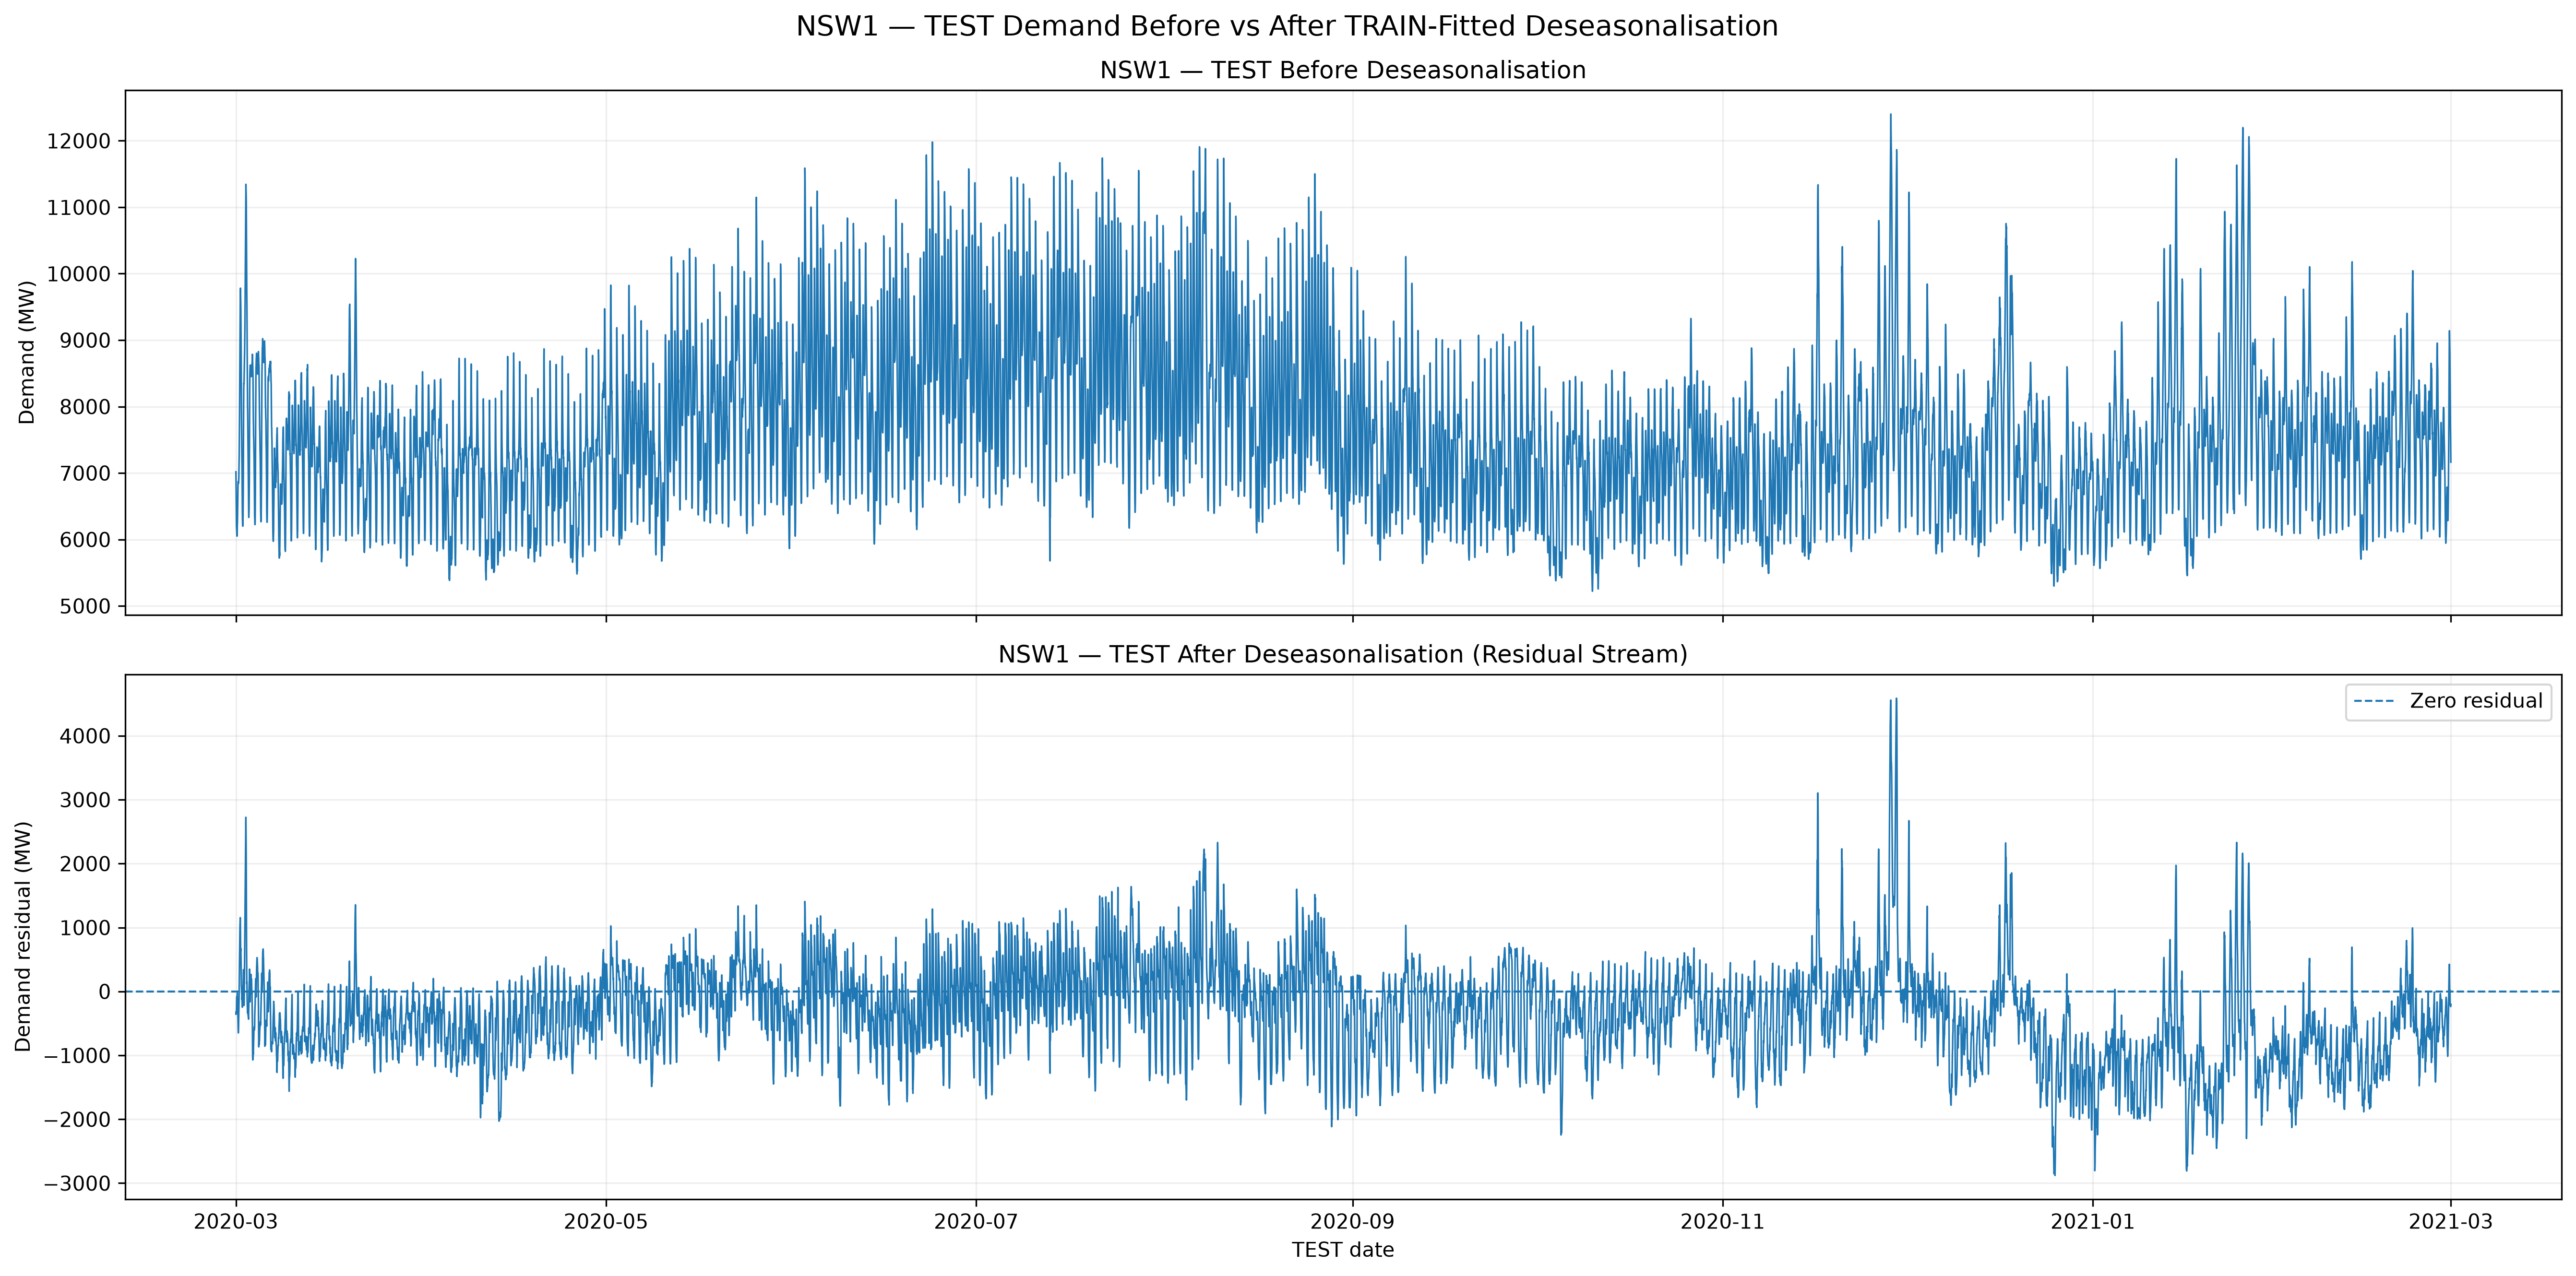 NSW1 — TEST Demand Before vs After TRAIN-Fitted Deseasonalisation
NSW1 — TEST Before Deseasonalisation
Demand (MW)
12000
11000
10000
9000
8000
7000
6000
5000
NSW1 — TEST After Deseasonalisation (Residual Stream)
Zero residual
Demand residual (MW)
4000
3000
2000
1000
0
−1000
−2000
−3000
2020-03 2020-05 2020-07 2020-09 2020-11 2021-01 2021-03
TEST date